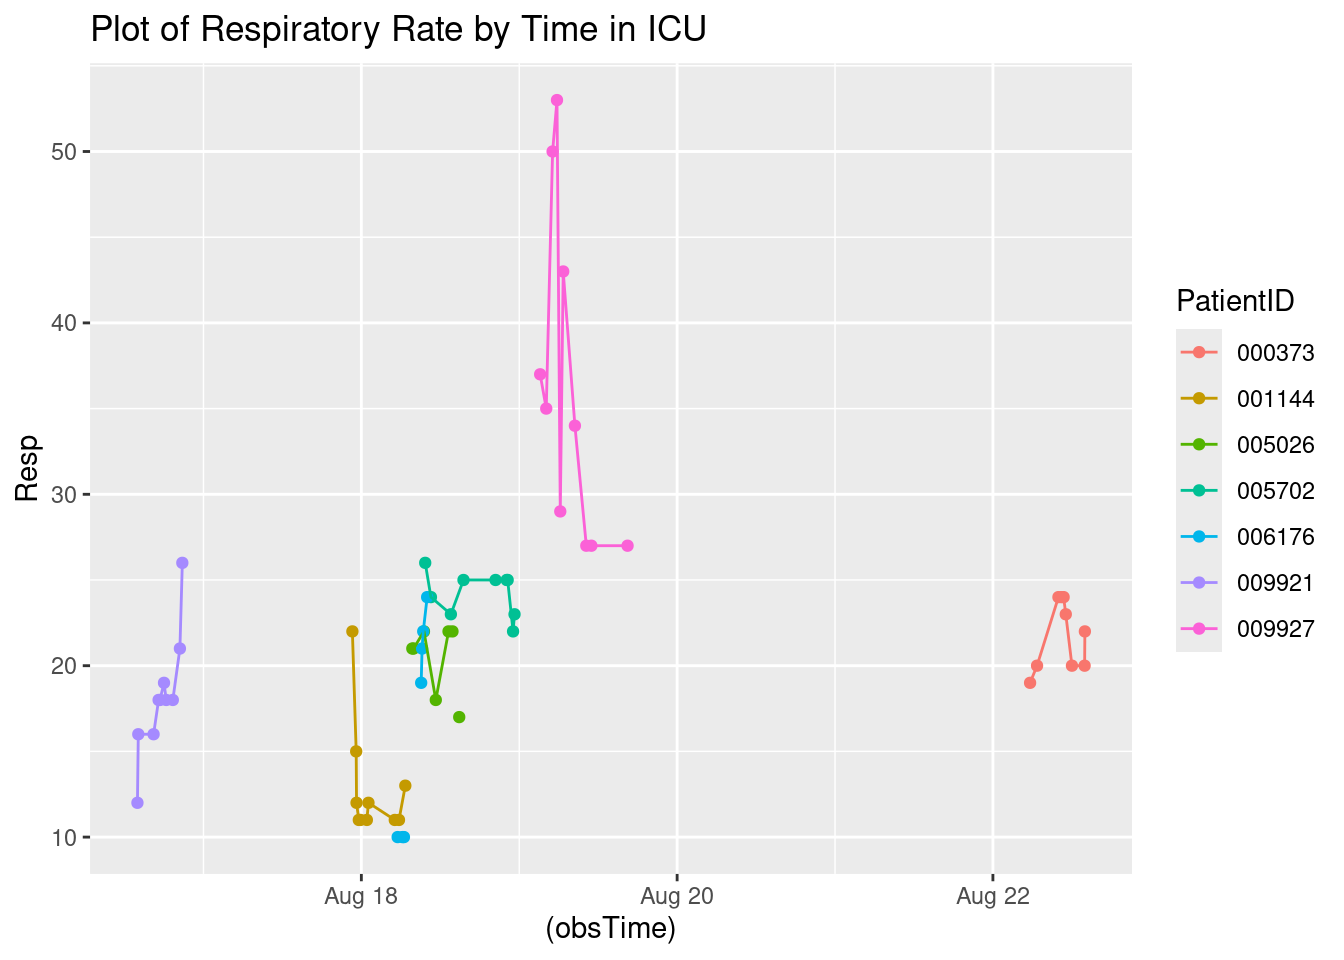 Plot of Respiratory Rate by Time in ICU
50
40
30
20
10
Resp
Aug 18
Aug 20
Aug 22
(obsTime)
PatientID
000373
001144
005026
005702
006176
009921
009927